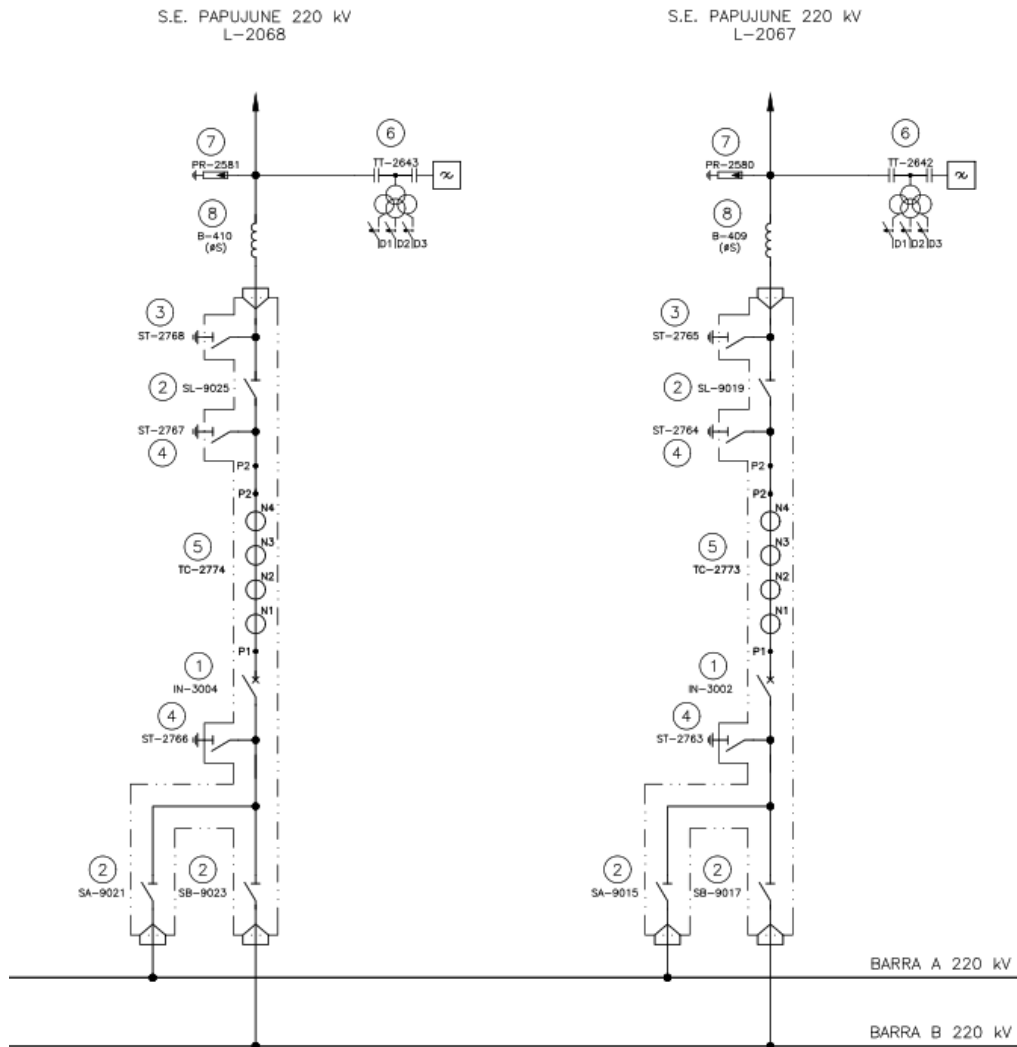 S.E. PAPUJUNE 220 kV
L-2068
7
PR-2581
6
TT-2643
~
D1 D2 D3
8
B-410
(øS)
3
ST-2768
2
SL-9025
ST-2767
4
P2
P2
N4
N3
5
TC-2774
N2
N1
P1
1
IN-3004
4
ST-2766
2
SA-9021
2
SB-9023
S.E. PAPUJUNE 220 kV
L-2067
7
PR-2580
6
TT-2642
~
D1 D2 D3
8
B-409
(øS)
3
ST-2765
2
SL-9019
ST-2764
4
P2
P2
N4
N3
5
TC-2773
N2
N1
P1
1
IN-3002
4
ST-2763
2
SA-9015
2
SB-9017
BARRA A 220 kV
BARRA B 220 kV